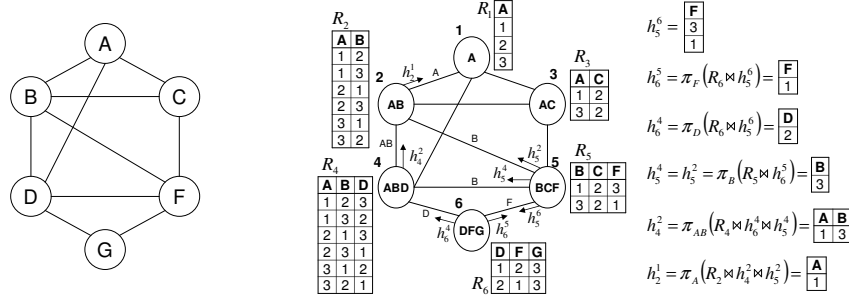 A
B
C
D
F
G
R₂
A B
1 2
1 3
2 1
2 3
3 1
3 2
R₁
A
1
2
3
1
A
R₃
A C
1 2
3 2
2
AB
h₂¹
A
3
AC
AB
h₄²
B
h₅²
R₄
A B D
1 2 3
1 3 2
2 1 3
2 3 1
3 1 2
3 2 1
4
ABD
B
h₅⁴
5
BCF
R₅
B C F
1 2 3
3 2 1
6
DFG
D
h₆⁴
F
h₆⁵
h₅⁶
R₆
D F G
1 2 3
2 1 3
h₅⁶ =
F
3
1
h₆⁵ = π_F(R₆ ⋈ h₅⁶) =
F
1
h₆⁴ = π_D(R₆ ⋈ h₅⁶) =
D
2
h₅⁴ = h₅² = π_B(R₅ ⋈ h₆⁵) =
B
3
h₄² = π_AB(R₄ ⋈ h₆⁴ ⋈ h₅⁴) =
A B
1 3
h₂¹ = π_A(R₂ ⋈ h₄² ⋈ h₅²) =
A
1